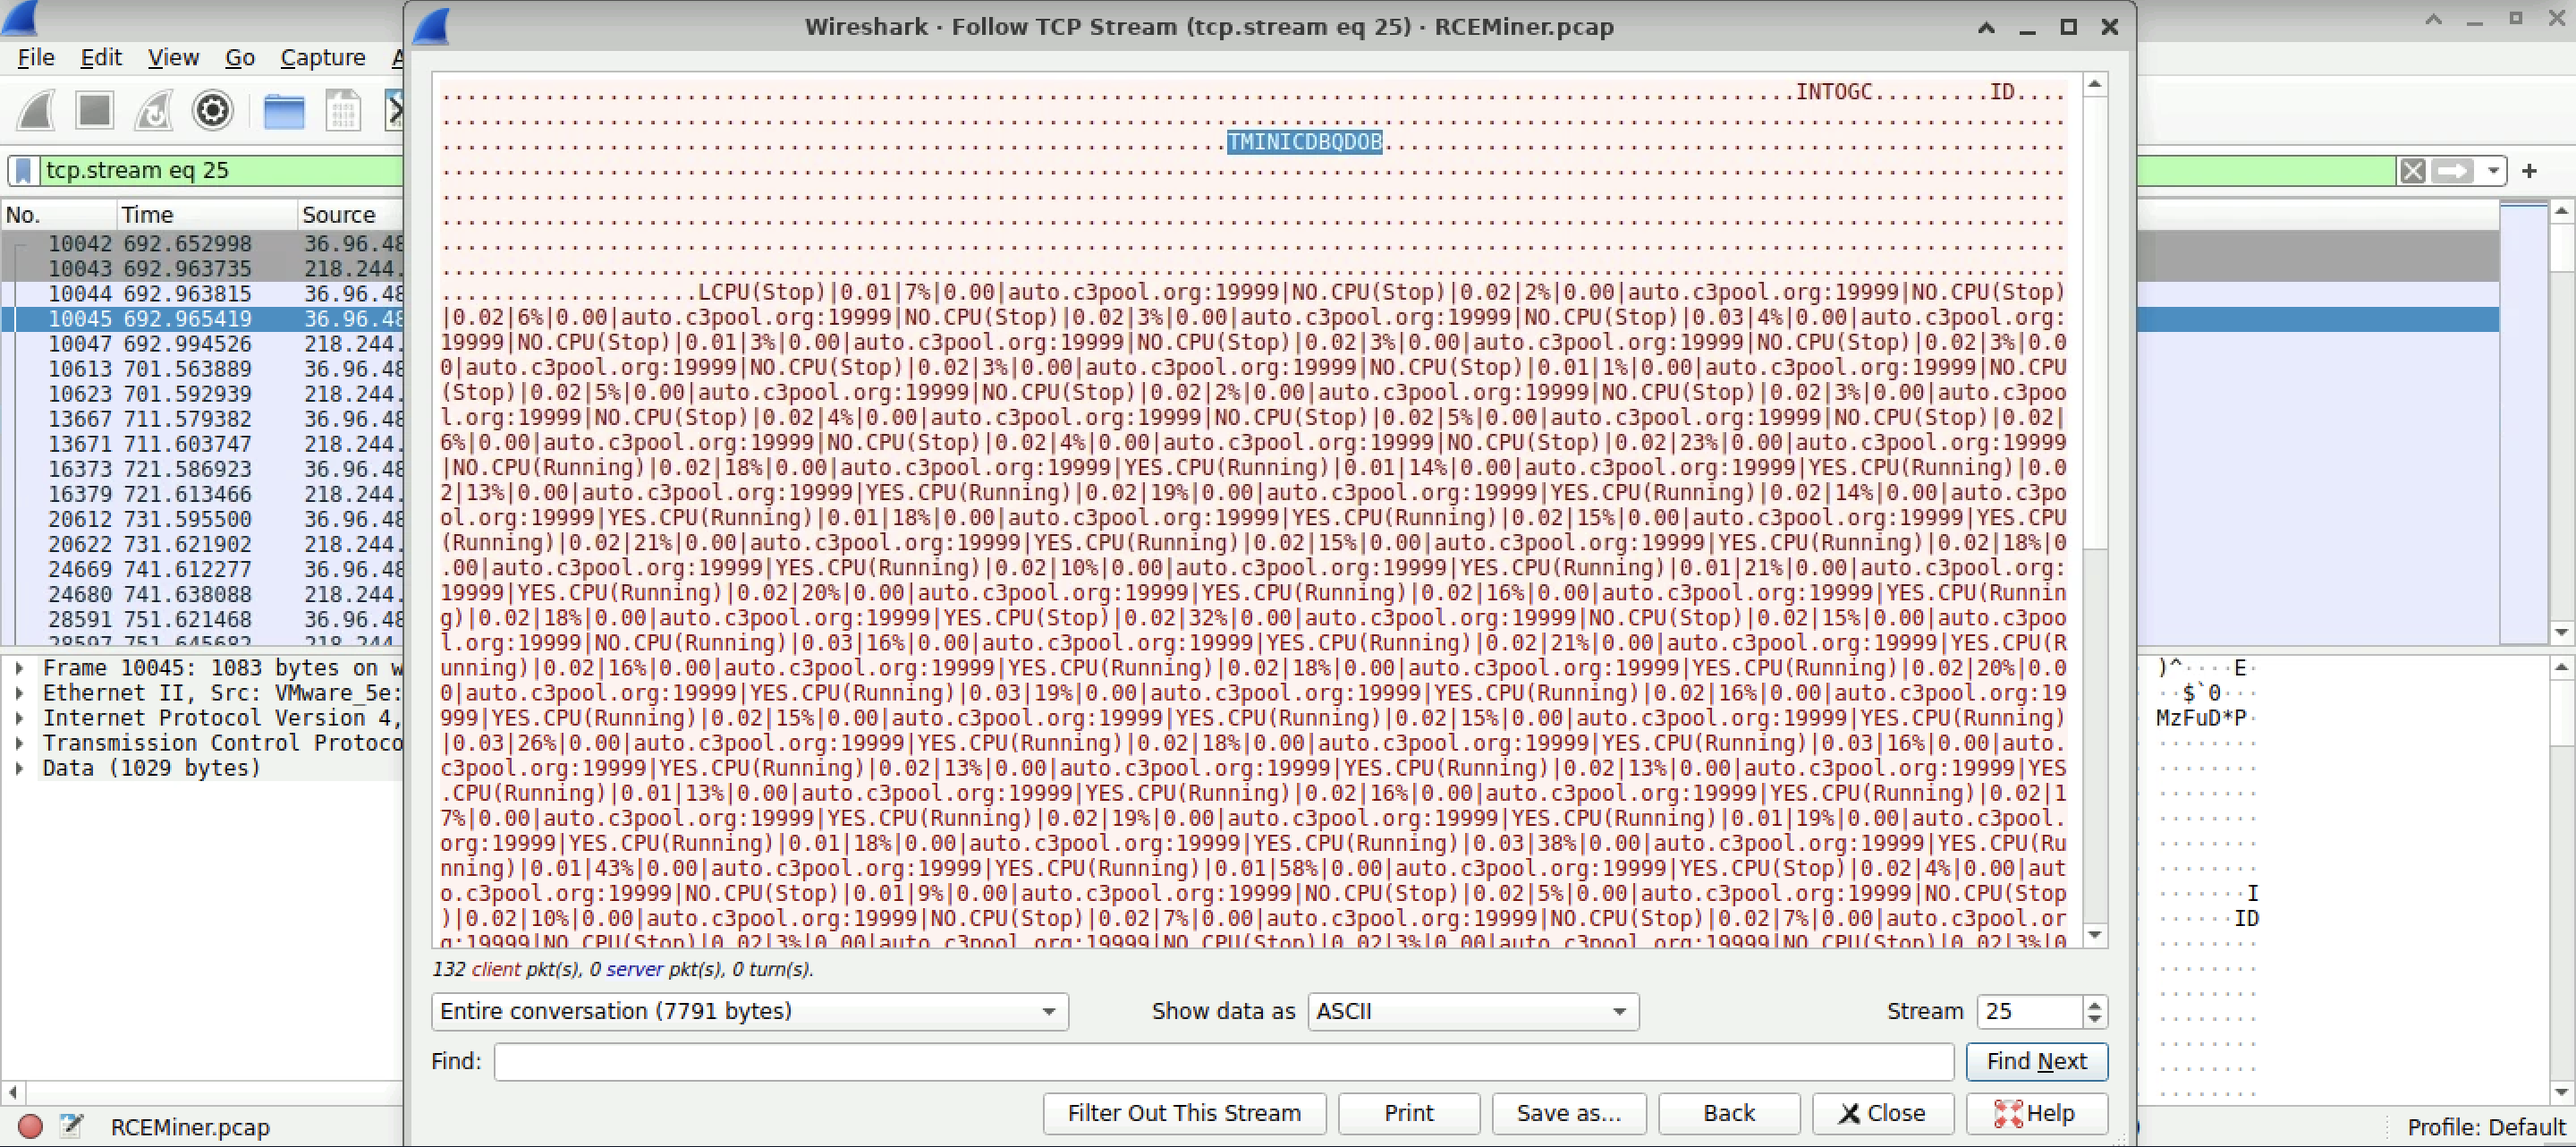 Wireshark · Follow TCP Stream (tcp.stream eq 25) · RCEMiner.pcap
File Edit View Go Capture A
tcp.stream eq 25
No. Time Source
10042 692.652998 36.96.48
10043 692.963735 218.244.
10044 692.963815 36.96.48
10045 692.965419 36.96.48
10047 692.994526 218.244.
10613 701.563889 36.96.48
10623 701.592939 218.244.
13667 711.579382 36.96.48
13671 711.603747 218.244.
16373 721.586923 36.96.48
16379 721.613466 218.244.
20612 731.595500 36.96.48
20622 731.621902 218.244.
24669 741.612277 36.96.48
24680 741.638088 218.244.
28591 751.621468 36.96.48
28597 751.645682 218.244
Frame 10045: 1083 bytes on w
Ethernet II, Src: VMware_5e:
Internet Protocol Version 4,
Transmission Control Protoco
Data (1029 bytes)
INTOGC.........ID....
TMINICDBQDOB
....................LCPU(Stop)|0.01|7%|0.00|auto.c3pool.org:19999|NO.CPU(Stop)|0.02|2%|0.00|auto.c3pool.org:19999|NO.CPU(Stop)
|0.02|6%|0.00|auto.c3pool.org:19999|NO.CPU(Stop)|0.02|3%|0.00|auto.c3pool.org:19999|NO.CPU(Stop)|0.03|4%|0.00|auto.c3pool.org:
19999|NO.CPU(Stop)|0.01|3%|0.00|auto.c3pool.org:19999|NO.CPU(Stop)|0.02|3%|0.00|auto.c3pool.org:19999|NO.CPU(Stop)|0.02|3%|0.0
0|auto.c3pool.org:19999|NO.CPU(Stop)|0.02|3%|0.00|auto.c3pool.org:19999|NO.CPU(Stop)|0.01|1%|0.00|auto.c3pool.org:19999|NO.CPU
(Stop)|0.02|5%|0.00|auto.c3pool.org:19999|NO.CPU(Stop)|0.02|2%|0.00|auto.c3pool.org:19999|NO.CPU(Stop)|0.02|3%|0.00|auto.c3poo
l.org:19999|NO.CPU(Stop)|0.02|4%|0.00|auto.c3pool.org:19999|NO.CPU(Stop)|0.02|5%|0.00|auto.c3pool.org:19999|NO.CPU(Stop)|0.02|
6%|0.00|auto.c3pool.org:19999|NO.CPU(Stop)|0.02|4%|0.00|auto.c3pool.org:19999|NO.CPU(Stop)|0.02|23%|0.00|auto.c3pool.org:19999
|NO.CPU(Running)|0.02|18%|0.00|auto.c3pool.org:19999|YES.CPU(Running)|0.01|14%|0.00|auto.c3pool.org:19999|YES.CPU(Running)|0.0
2|13%|0.00|auto.c3pool.org:19999|YES.CPU(Running)|0.02|19%|0.00|auto.c3pool.org:19999|YES.CPU(Running)|0.02|14%|0.00|auto.c3po
ol.org:19999|YES.CPU(Running)|0.01|18%|0.00|auto.c3pool.org:19999|YES.CPU(Running)|0.02|15%|0.00|auto.c3pool.org:19999|YES.CPU
(Running)|0.02|21%|0.00|auto.c3pool.org:19999|YES.CPU(Running)|0.02|15%|0.00|auto.c3pool.org:19999|YES.CPU(Running)|0.02|18%|0
.00|auto.c3pool.org:19999|YES.CPU(Running)|0.02|10%|0.00|auto.c3pool.org:19999|YES.CPU(Running)|0.01|21%|0.00|auto.c3pool.org:
19999|YES.CPU(Running)|0.02|20%|0.00|auto.c3pool.org:19999|YES.CPU(Running)|0.02|16%|0.00|auto.c3pool.org:19999|YES.CPU(Runnin
g)|0.02|18%|0.00|auto.c3pool.org:19999|YES.CPU(Stop)|0.02|32%|0.00|auto.c3pool.org:19999|NO.CPU(Stop)|0.02|15%|0.00|auto.c3poo
l.org:19999|NO.CPU(Running)|0.03|16%|0.00|auto.c3pool.org:19999|YES.CPU(Running)|0.02|21%|0.00|auto.c3pool.org:19999|YES.CPU(R
unning)|0.02|16%|0.00|auto.c3pool.org:19999|YES.CPU(Running)|0.02|18%|0.00|auto.c3pool.org:19999|YES.CPU(Running)|0.02|20%|0.0
0|auto.c3pool.org:19999|YES.CPU(Running)|0.03|19%|0.00|auto.c3pool.org:19999|YES.CPU(Running)|0.02|16%|0.00|auto.c3pool.org:19
999|YES.CPU(Running)|0.02|15%|0.00|auto.c3pool.org:19999|YES.CPU(Running)|0.02|15%|0.00|auto.c3pool.org:19999|YES.CPU(Running)
|0.03|26%|0.00|auto.c3pool.org:19999|YES.CPU(Running)|0.02|18%|0.00|auto.c3pool.org:19999|YES.CPU(Running)|0.03|16%|0.00|auto.
c3pool.org:19999|YES.CPU(Running)|0.02|13%|0.00|auto.c3pool.org:19999|YES.CPU(Running)|0.02|13%|0.00|auto.c3pool.org:19999|YES
.CPU(Running)|0.01|13%|0.00|auto.c3pool.org:19999|YES.CPU(Running)|0.02|16%|0.00|auto.c3pool.org:19999|YES.CPU(Running)|0.02|1
7%|0.00|auto.c3pool.org:19999|YES.CPU(Running)|0.02|19%|0.00|auto.c3pool.org:19999|YES.CPU(Running)|0.01|19%|0.00|auto.c3pool.
org:19999|YES.CPU(Running)|0.01|18%|0.00|auto.c3pool.org:19999|YES.CPU(Running)|0.03|38%|0.00|auto.c3pool.org:19999|YES.CPU(Ru
nning)|0.01|43%|0.00|auto.c3pool.org:19999|YES.CPU(Running)|0.01|58%|0.00|auto.c3pool.org:19999|YES.CPU(Stop)|0.02|4%|0.00|aut
o.c3pool.org:19999|NO.CPU(Stop)|0.01|9%|0.00|auto.c3pool.org:19999|NO.CPU(Stop)|0.02|5%|0.00|auto.c3pool.org:19999|NO.CPU(Stop
)|0.02|10%|0.00|auto.c3pool.org:19999|NO.CPU(Stop)|0.02|7%|0.00|auto.c3pool.org:19999|NO.CPU(Stop)|0.02|7%|0.00|auto.c3pool.or
g:19999|NO.CPU(Stop)|0.02|3%|0.00|auto.c3pool.org:19999|NO.CPU(Stop)|0.02|3%|0.00|auto.c3pool.org:19999|NO.CPU(Stop)|0.02|3%|0
132 client pkt(s), 0 server pkt(s), 0 turn(s).
Entire conversation (7791 bytes) Show data as ASCII Stream 25
Find: Find Next
Filter Out This Stream Print Save as... Back Close Help
)^····E·
··$`0···
MzFuD*P·
·······I
······ID
RCEMiner.pcap
Profile: Default